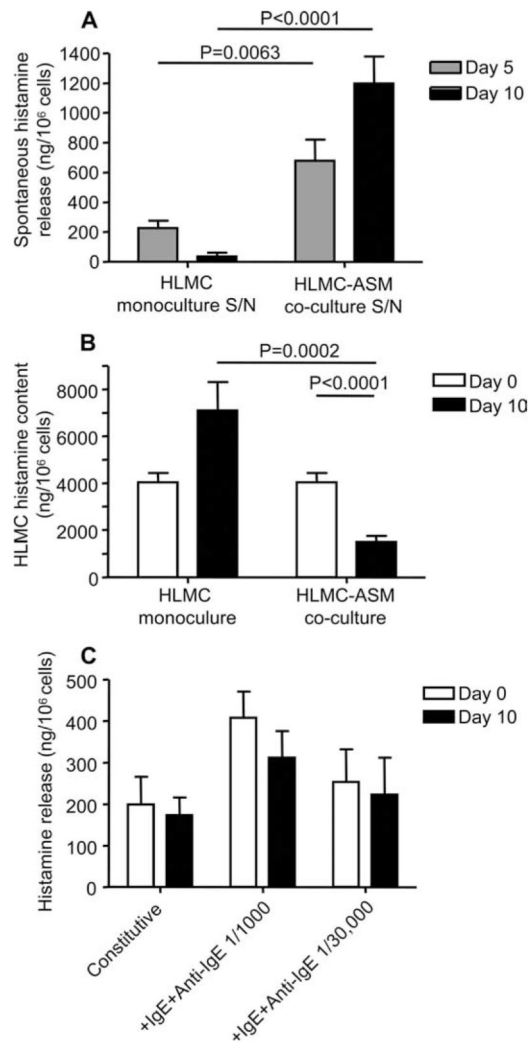 A
P<0.0001
P=0.0063
Spontaneous histamine
release (ng/10⁶ cells)
1400
1200
1000
800
600
400
200
0
Day 5
Day 10
HLMC
monoculture S/N
HLMC-ASM
co-culture S/N
B
P=0.0002
P<0.0001
HLMC histamine content
(ng/10⁶ cells)
8000
6000
4000
2000
0
Day 0
Day 10
HLMC
monoculure
HLMC-ASM
co-culture
C
Histamine release (ng/10⁶ cells)
500
400
300
200
100
0
Day 0
Day 10
Constitutive
+IgE+Anti-IgE 1/1000
+IgE+Anti-IgE 1/30,000